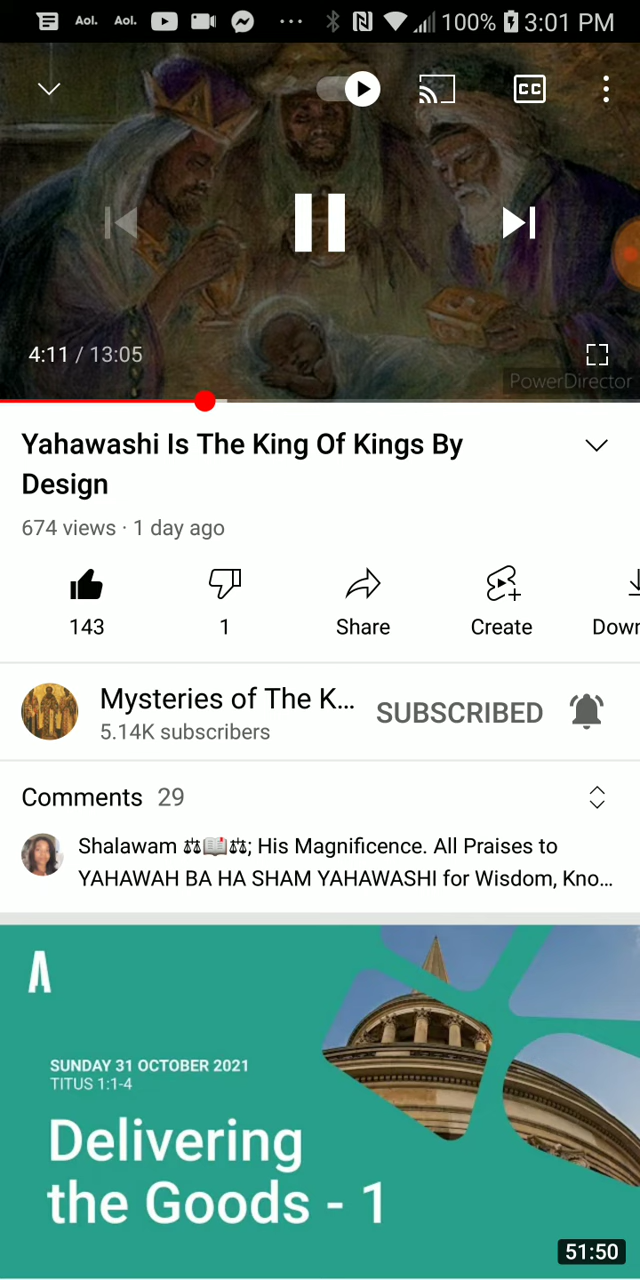 Aol. Aol. 100% 3:01 PM
CC
4:11 / 13:05
PowerDirector
Yahawashi Is The King Of Kings By
Design
674 views · 1 day ago
143
1
Share
Create
Down
Mysteries of The K...
SUBSCRIBED
5.14K subscribers
Comments 29
Shalawam ⚖️📖⚖️; His Magnificence. All Praises to
YAHAWAH BA HA SHAM YAHAWASHI for Wisdom, Kno...
SUNDAY 31 OCTOBER 2021
TITUS 1:1-4
Delivering
the Goods - 1
51:50